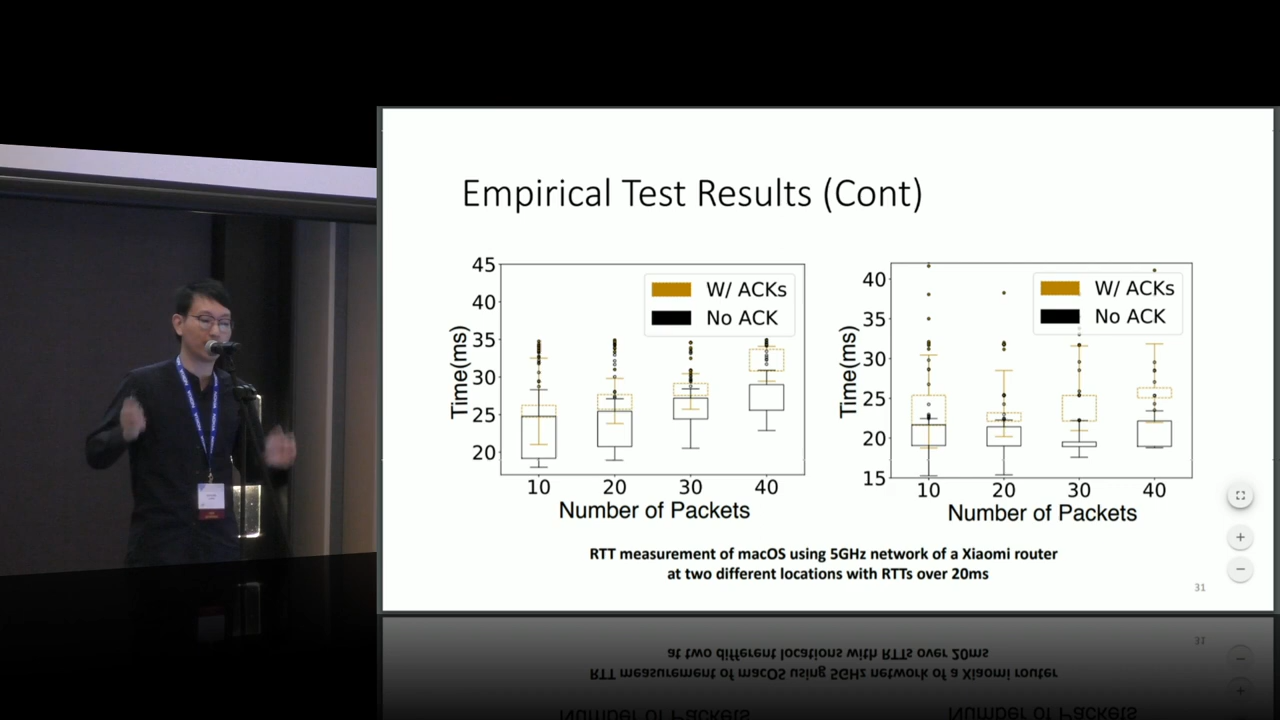 Empirical Test Results (Cont)
45
40
35
30
25
20
Time(ms)
W/ ACKs
No ACK
10 20 30 40
Number of Packets
40
35
30
25
20
15
Time(ms)
W/ ACKs
No ACK
10 20 30 40
Number of Packets
RTT measurement of macOS using 5GHz network of a Xiaomi router
at two different locations with RTTs over 20ms
31